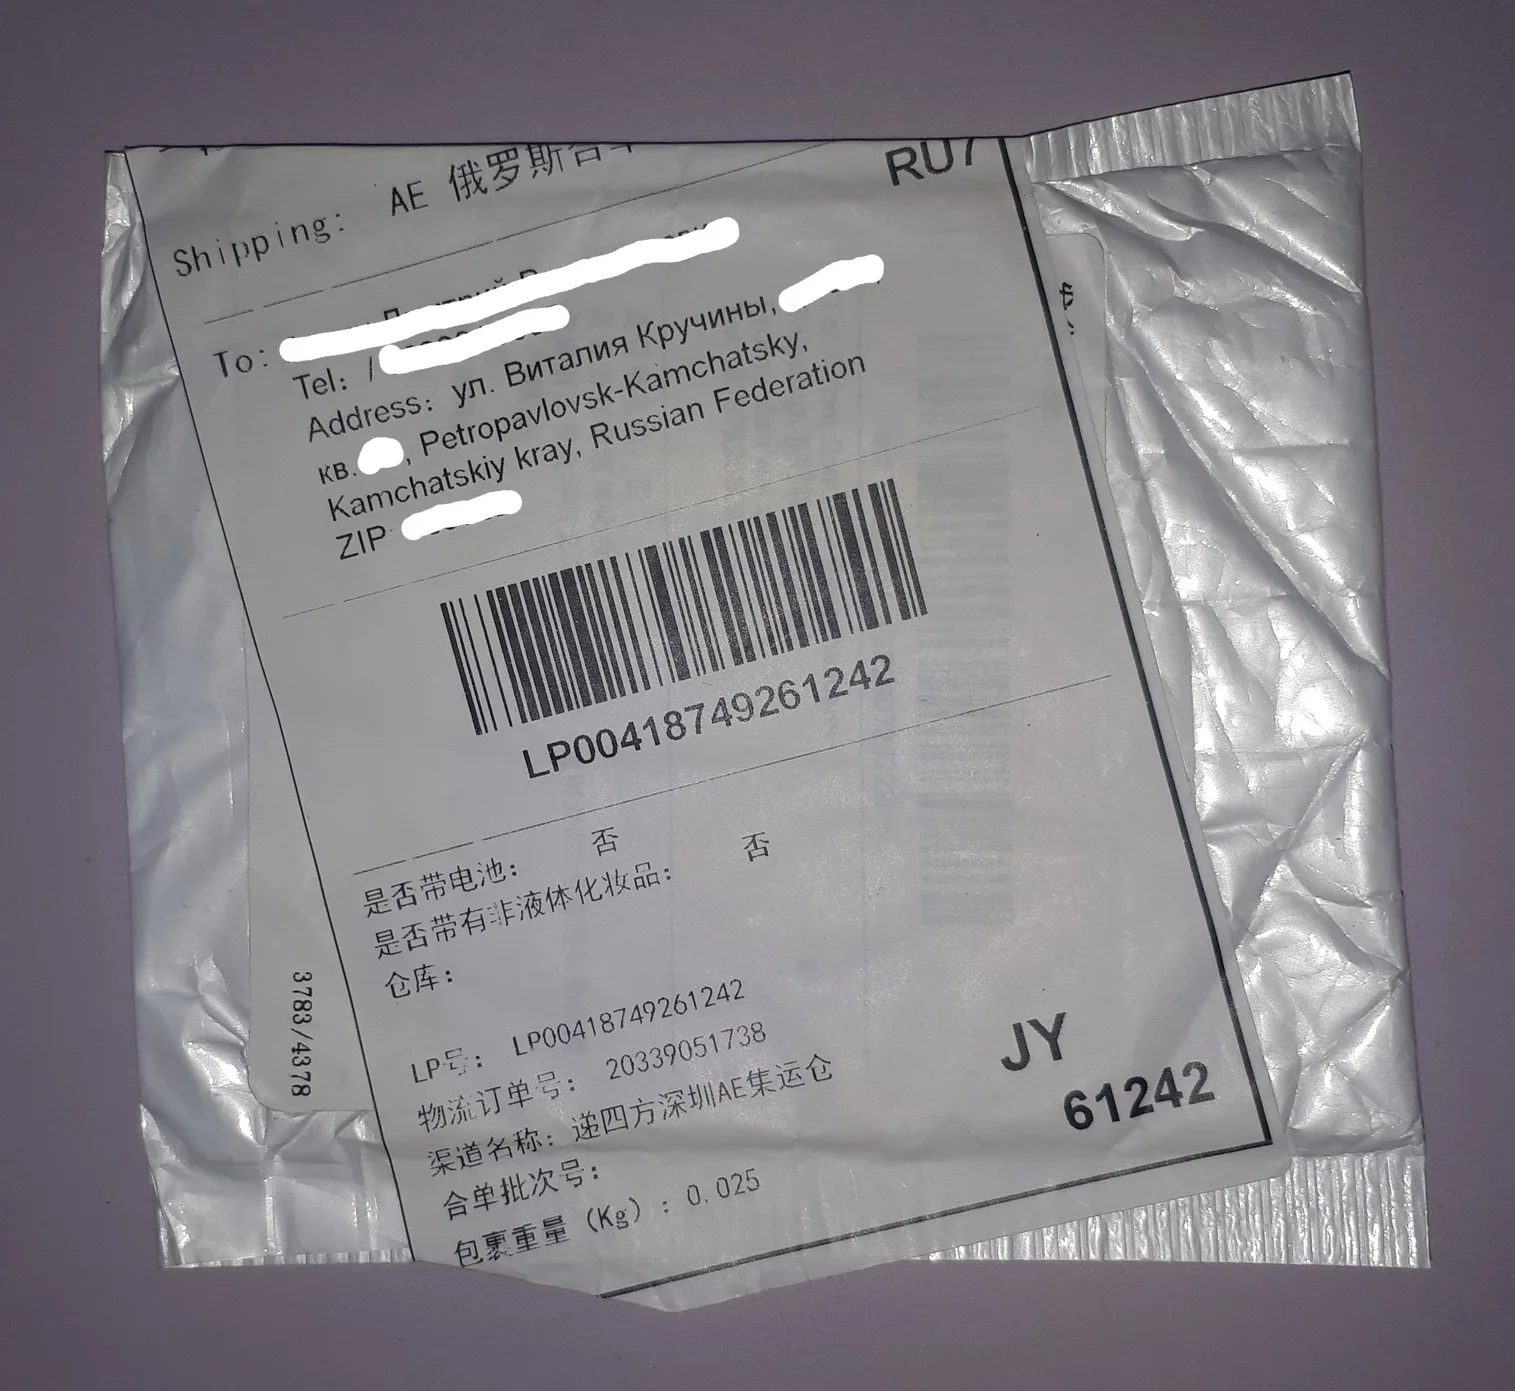 Shipping: AE 俄罗斯合单
RU7
To:
Tel: /
Address: ул. Виталия Кручины,
кв. , Petropavlovsk-Kamchatsky,
Kamchatskiy kray, Russian Federation
ZIP
LP00418749261242
是否带电池: 否
是否带有非液体化妆品: 否
仓库:
LP号: LP00418749261242
物流订单号: 20339051738
渠道名称: 递四方深圳AE集运仓
合单批次号:
包裹重量 (Kg) : 0.025
JY
61242
3783/4378